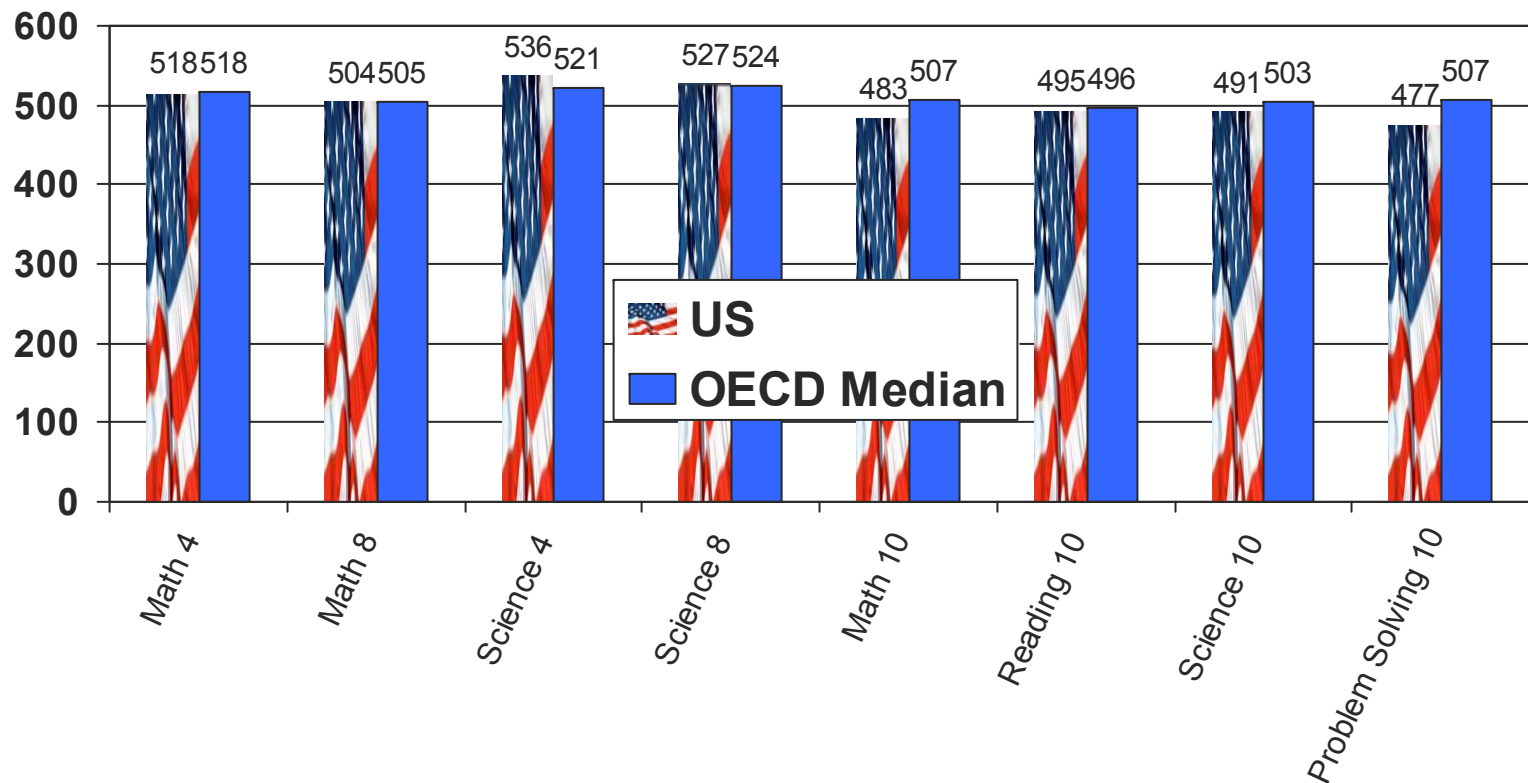 600
500
400
300
200
100
0
518 518
504 505
536 521
527 524
483 507
495 496
491 503
477 507
US
OECD Median
Math 4
Math 8
Science 4
Science 8
Math 10
Reading 10
Science 10
Problem Solving 10